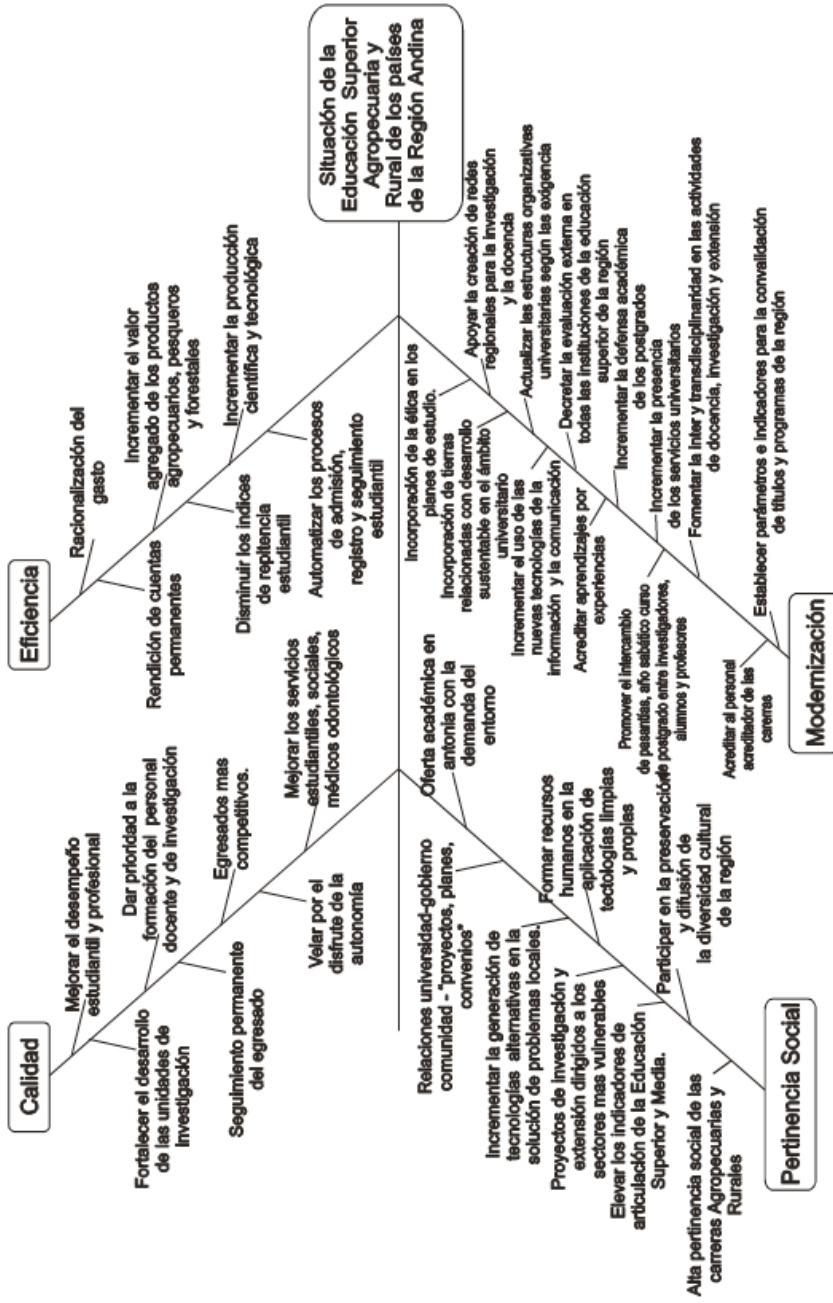 Calidad
Mejorar el desempeño
estudiantil y profesional
Fortalecer el desarrollo
de las unidades de
Investigación
Dar prioridad a la
formación del personal
docente y de investigación
Seguimiento permanente
del egresado
Egresados mas
competitivos.
Velar por el
disfrute de la
autonomía
Mejorar los servicios
estudiantiles, sociales,
médicos odontológicos
Eficiencia
Racionalización del
gasto
Rendición de cuentas
permanentes
Incrementar el valor
agregado de los productos
agropecuarios, pesqueros
y forestales
Disminuir los indices
de repitencia
estudiantil
Incrementar la producción
científica y tecnológica
Automatizar los procesos
de admisión,
registro y seguimiento
estudiantil
Situación de la
Educación Superior
Agropecuaria y
Rural de los países
de la Región Andina
Oferta académica en
antonia con la
demanda del
entorno
Relaciones universidad-gobierno
comunidad - "proyectos, planes,
convenios"
Formar recursos
humanos en la
aplicación de
tectologías limpias
y propias
Incrementar la generación de
tecnologías alternativas en la
solución de problemas locales.
Proyectos de investigación y
extensión dirigidos a los
sectores mas vulnerables
Elevar los indicadores de
articulación de la Educación
Superior y Media.
Participar en la preservación
y difusión de
la diversidad cultural
de la región
Alta pertinencia social de las
carreras Agropecuarias y
Rurales
Pertinencia Social
Incorporación de la ética en los
planes de estudio.
Apoyar la creación de redes
regionales para la investigación
y la docencia
Incorporación de tierras
relacionadas con desarrollo
sustentable en el ámbito
universitario
Actualizar las estructuras organizativas
universitarias según las exigencia
Incrementar el uso de las
nuevas tecnologías de la
información y la comunicación
Decretar la evaluación externa en
todas las instituciones de la educación
superior de la región
Acreditar aprendizajes por
experiencias
Incrementar la defensa académica
de los postgrados
Incrementar la presencia
de los servicios universitarios
Promover el intercambio
de pasantías, año sabático curso
de postgrado entre investigadores,
alumnos y profesores
Fomentar la Inter y transdisciplinaridad en las actividades
de docencia, investigación y extensión
Acreditar al personal
acreditador de las
carerras
Establecer parámetros e indicadores para la convalidación
de títulos y programas de la región
Modernización